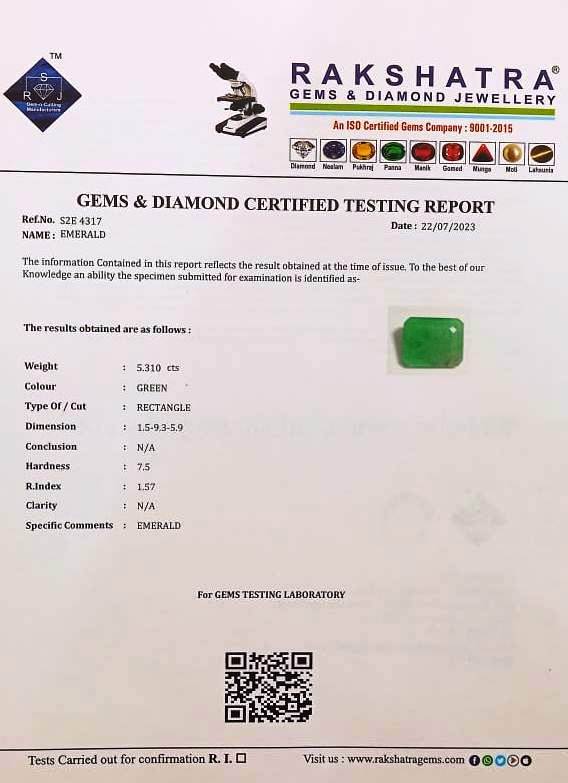 TM
R S J
Gem-n-Cutting
Manufacturers
RAKSHATRA®
GEMS & DIAMOND JEWELLERY
An ISO Certified Gems Company : 9001-2015
Diamond Neelam Pukhraj Panna Manik Gomed Munga Moti Lahsunia
GEMS & DIAMOND CERTIFIED TESTING REPORT
Ref.No. S2E 4317
Date : 22/07/2023
NAME : EMERALD
The information Contained in this report reflects the result obtained at the time of issue. To the best of our
Knowledge an ability the specimen submitted for examination is identified as-
The results obtained are as follows :
Weight : 5.310 cts
Colour : GREEN
Type Of / Cut : RECTANGLE
Dimension : 1.5-9.3-5.9
Conclusion : N/A
Hardness : 7.5
R.Index : 1.57
Clarity : N/A
Specific Comments : EMERALD
For GEMS TESTING LABORATORY
Tests Carried out for confirmation R. I. ☐
Visit us : www.rakshatragems.com